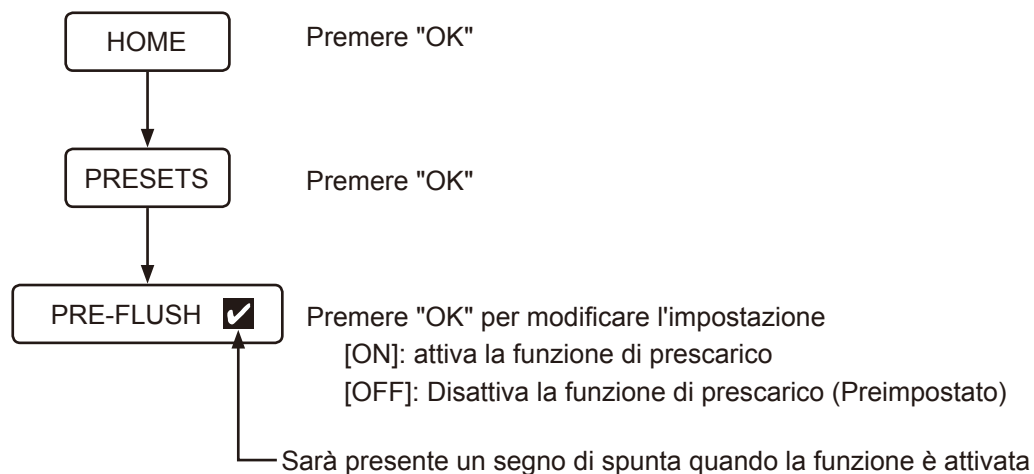 HOME Premere "OK"
PRESETS Premere "OK"
PRE-FLUSH ✔ Premere "OK" per modificare l'impostazione
[ON]: attiva la funzione di prescarico
[OFF]: Disattiva la funzione di prescarico (Preimpostato)
Sarà presente un segno di spunta quando la funzione è attivata